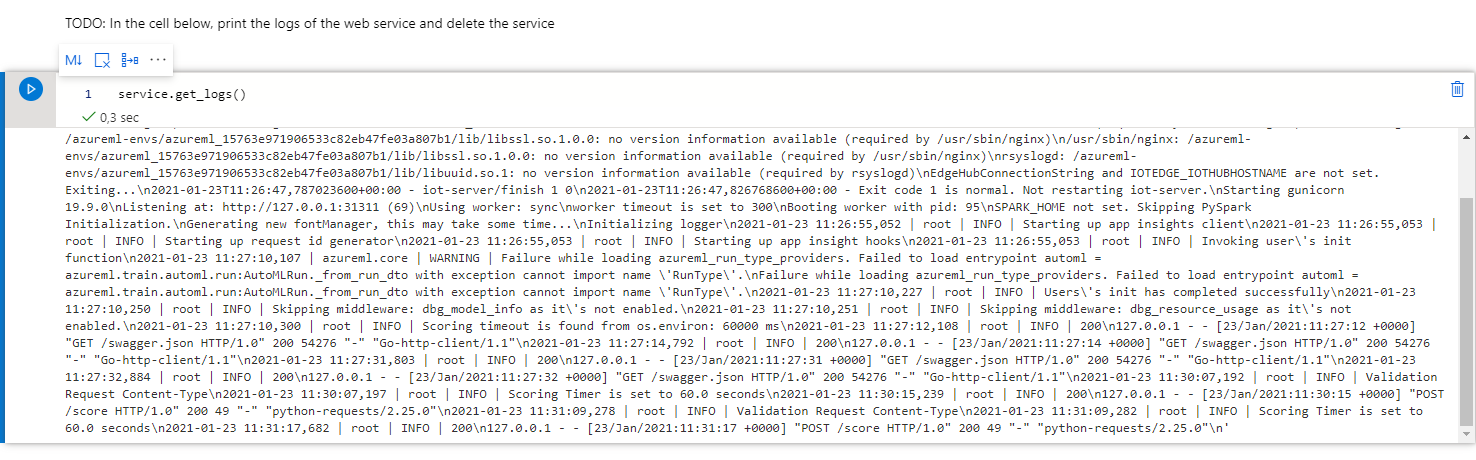 TODO: In the cell below, print the logs of the web service and delete the service
M↓
1 service.get_logs()
0,3 sec
/azureml-envs/azureml_15763e971906533c82eb47fe03a807b1/lib/libssl.so.1.0.0: no version information available (required by /usr/sbin/nginx)\n/usr/sbin/nginx: /azureml-
envs/azureml_15763e971906533c82eb47fe03a807b1/lib/libssl.so.1.0.0: no version information available (required by /usr/sbin/nginx)\nrsyslogd: /azureml-
envs/azureml_15763e971906533c82eb47fe03a807b1/lib/libuuid.so.1: no version information available (required by rsyslogd)\nEdgeHubConnectionString and IOTEDGE_IOTHUBHOSTNAME are not set.
Exiting...\n2021-01-23T11:26:47,787023600+00:00 - iot-server/finish 1 0\n2021-01-23T11:26:47,826768600+00:00 - Exit code 1 is normal. Not restarting iot-server.\nStarting gunicorn
19.9.0\nListening at: http://127.0.0.1:31311 (69)\nUsing worker: sync\nworker timeout is set to 300\nBooting worker with pid: 95\nSPARK_HOME not set. Skipping PySpark
Initialization.\nGenerating new fontManager, this may take some time...\nInitializing logger\n2021-01-23 11:26:55,052 | root | INFO | Starting up app insights client\n2021-01-23 11:26:55,053 |
root | INFO | Starting up request id generator\n2021-01-23 11:26:55,053 | root | INFO | Starting up app insight hooks\n2021-01-23 11:26:55,053 | root | INFO | Invoking user\'s init
function\n2021-01-23 11:27:10,107 | azureml.core | WARNING | Failure while loading azureml_run_type_providers. Failed to load entrypoint automl =
azureml.train.automl.run:AutoMLRun._from_run_dto with exception cannot import name \'RunType\'.\nFailure while loading azureml_run_type_providers. Failed to load entrypoint automl =
azureml.train.automl.run:AutoMLRun._from_run_dto with exception cannot import name \'RunType\'.\n2021-01-23 11:27:10,227 | root | INFO | Users\'s init has completed successfully\n2021-01-23
11:27:10,250 | root | INFO | Skipping middleware: dbg_model_info as it\'s not enabled.\n2021-01-23 11:27:10,251 | root | INFO | Skipping middleware: dbg_resource_usage as it\'s not
enabled.\n2021-01-23 11:27:10,300 | root | INFO | Scoring timeout is found from os.environ: 60000 ms\n2021-01-23 11:27:12,108 | root | INFO | 200\n127.0.0.1 - - [23/Jan/2021:11:27:12 +0000]
"GET /swagger.json HTTP/1.0" 200 54276 "-" "Go-http-client/1.1"\n2021-01-23 11:27:14,792 | root | INFO | 200\n127.0.0.1 - - [23/Jan/2021:11:27:14 +0000] "GET /swagger.json HTTP/1.0" 200 54276
"-" "Go-http-client/1.1"\n2021-01-23 11:27:31,803 | root | INFO | 200\n127.0.0.1 - - [23/Jan/2021:11:27:31 +0000] "GET /swagger.json HTTP/1.0" 200 54276 "-" "Go-http-client/1.1"\n2021-01-23
11:27:32,884 | root | INFO | 200\n127.0.0.1 - - [23/Jan/2021:11:27:32 +0000] "GET /swagger.json HTTP/1.0" 200 54276 "-" "Go-http-client/1.1"\n2021-01-23 11:30:07,192 | root | INFO | Validation
Request Content-Type\n2021-01-23 11:30:07,197 | root | INFO | Scoring Timer is set to 60.0 seconds\n2021-01-23 11:30:15,239 | root | INFO | 200\n127.0.0.1 - - [23/Jan/2021:11:30:15 +0000] "POST
/score HTTP/1.0" 200 49 "-" "python-requests/2.25.0"\n2021-01-23 11:31:09,278 | root | INFO | Validation Request Content-Type\n2021-01-23 11:31:09,282 | root | INFO | Scoring Timer is set to
60.0 seconds\n2021-01-23 11:31:17,682 | root | INFO | 200\n127.0.0.1 - - [23/Jan/2021:11:31:17 +0000] "POST /score HTTP/1.0" 200 49 "-" "python-requests/2.25.0"\n'